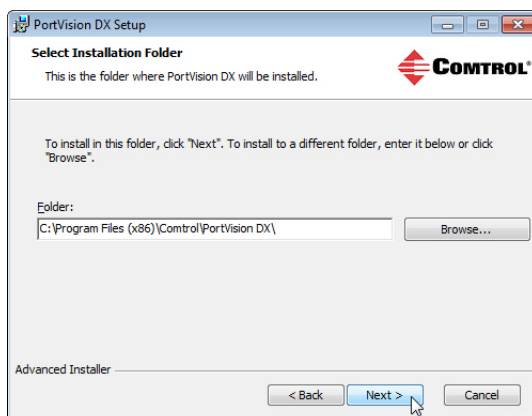 PortVision DX Setup
Select Installation Folder
This is the folder where PortVision DX will be installed.
COMTROL®
To install in this folder, click "Next". To install to a different folder, enter it below or click
"Browse".
Folder:
C:\Program Files (x86)\Comtrol\PortVision DX\
Browse...
Advanced Installer
< Back
Next >
Cancel